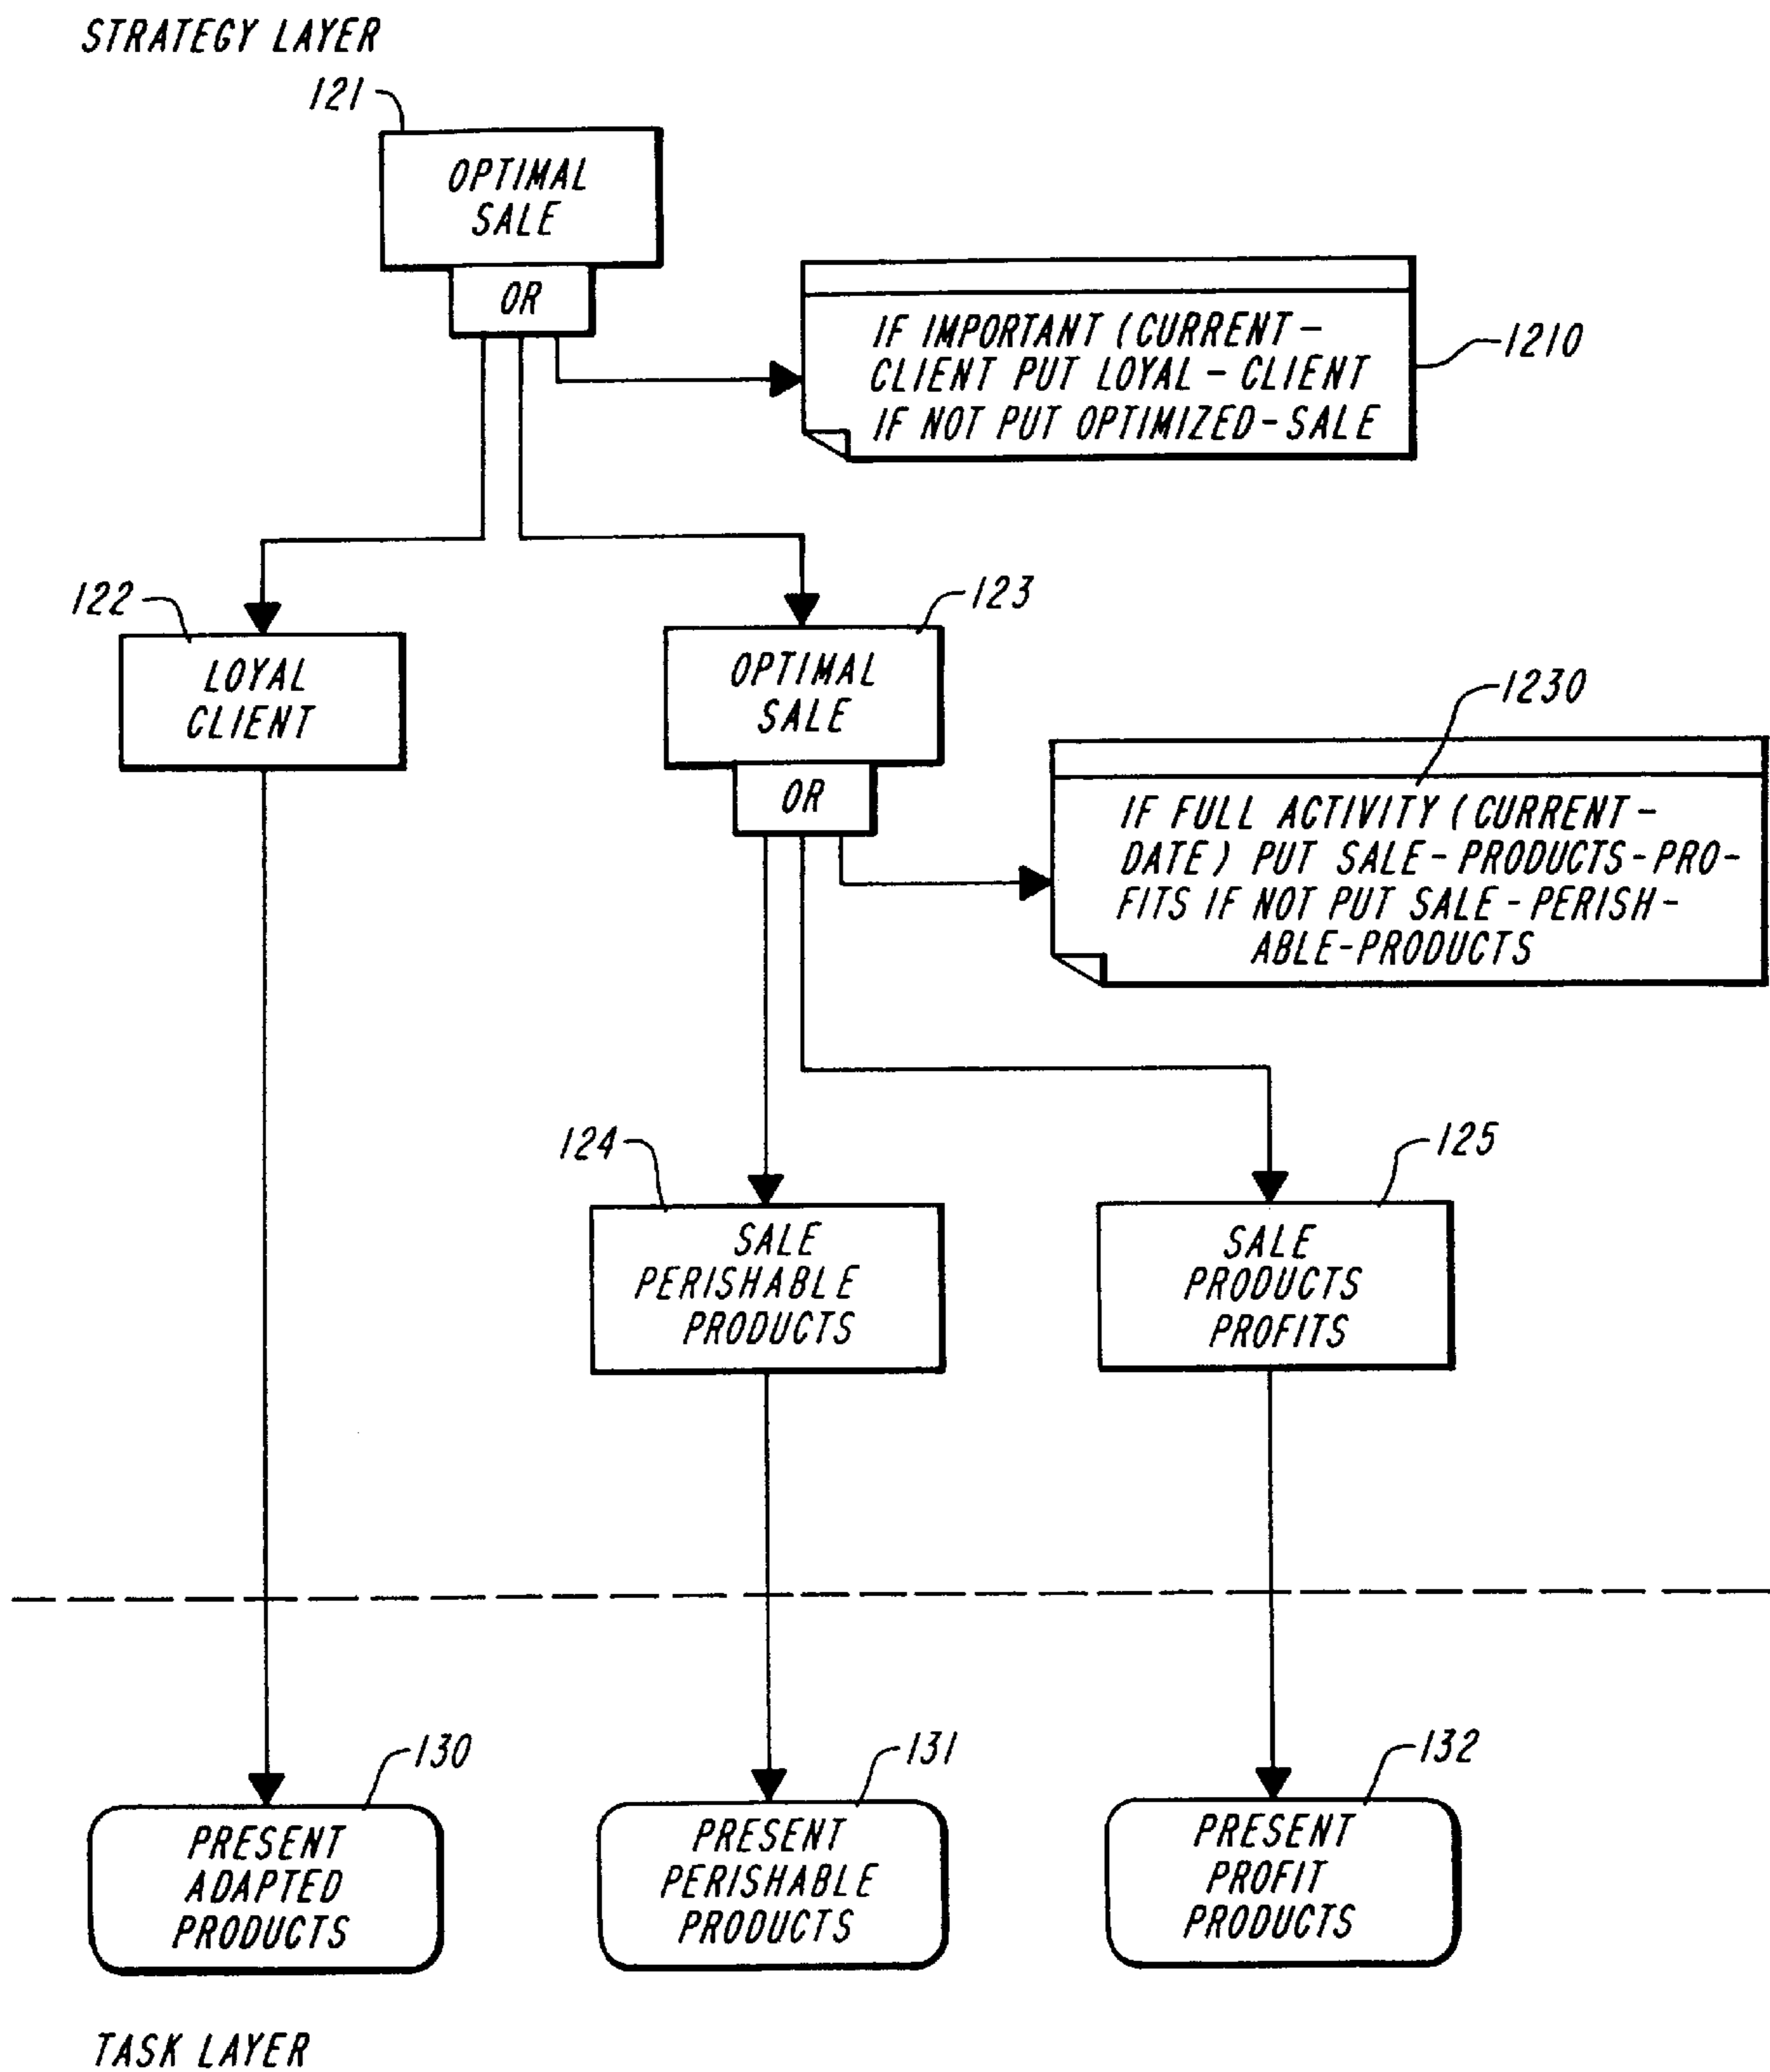 STRATEGY LAYER
121
OPTIMAL
SALE
OR
IF IMPORTANT (CURRENT-
CLIENT PUT LOYAL-CLIENT
IF NOT PUT OPTIMIZED-SALE
1210
122
LOYAL
CLIENT
123
OPTIMAL
SALE
OR
1230
IF FULL ACTIVITY (CURRENT-
DATE) PUT SALE-PRODUCTS-PRO-
FITS IF NOT PUT SALE-PERISH-
ABLE-PRODUCTS
124
SALE
PERISHABLE
PRODUCTS
125
SALE
PRODUCTS
PROFITS
130
PRESENT
ADAPTED
PRODUCTS
131
PRESENT
PERISHABLE
PRODUCTS
132
PRESENT
PROFIT
PRODUCTS
TASK LAYER